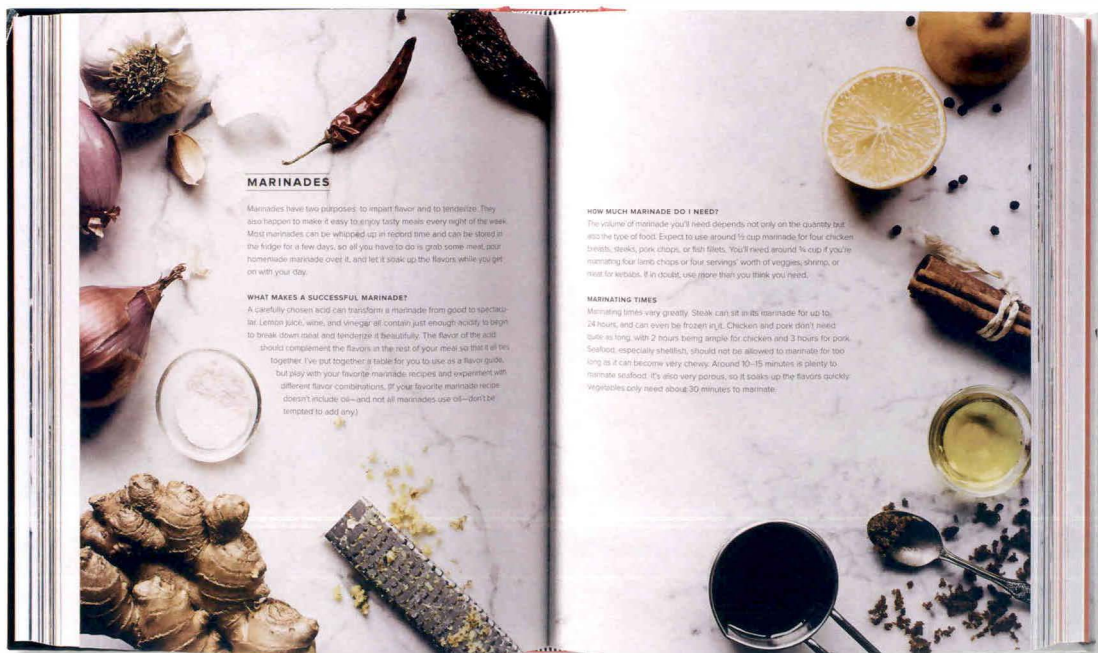 MARINADES
Marinades have two purposes: to impart flavor and to tenderize. They
also happen to make it easy to enjoy tasty meals every night of the week.
Most marinades can be whipped up in record time and can be stored in
the fridge for a few days, so all you have to do is grab some meat, pour
homemade marinade over it, and let it soak up the flavors while you get
on with your day.
WHAT MAKES A SUCCESSFUL MARINADE?
A carefully chosen acid can transform a marinade from good to spectacu-
lar. Lemon juice, wine, and vinegar all contain just enough acidity to begin
to break down meat and tenderize it beautifully. The flavor of the acid
should complement the flavors in the rest of your meal so that it all ties
together. I've put together a table for you to use as a flavor guide,
but play with your favorite marinade recipes and experiment with
different flavor combinations. (If your favorite marinade recipe
doesn't include oil—and not all marinades use oil—don't be
tempted to add any.)
HOW MUCH MARINADE DO I NEED?
The volume of marinade you'll need depends not only on the quantity but
also the type of food. Expect to use around ½ cup marinade for four chicken
breasts, steaks, pork chops, or fish fillets. You'll need around ¾ cup if you're
marinating four lamb chops or four servings' worth of veggies, shrimp, or
meat for kebabs. If in doubt, use more than you think you need.
MARINATING TIMES
Marinating times vary greatly. Steak can sit in its marinade for up to
24 hours, and can even be frozen in it. Chicken and pork don't need
quite as long, with 2 hours being ample for chicken and 3 hours for pork.
Seafood, especially shellfish, should not be allowed to marinate for too
long as it can become very chewy. Around 10–15 minutes is plenty to
marinate seafood. It's also very porous, so it soaks up the flavors quickly.
Vegetables only need about 30 minutes to marinate.